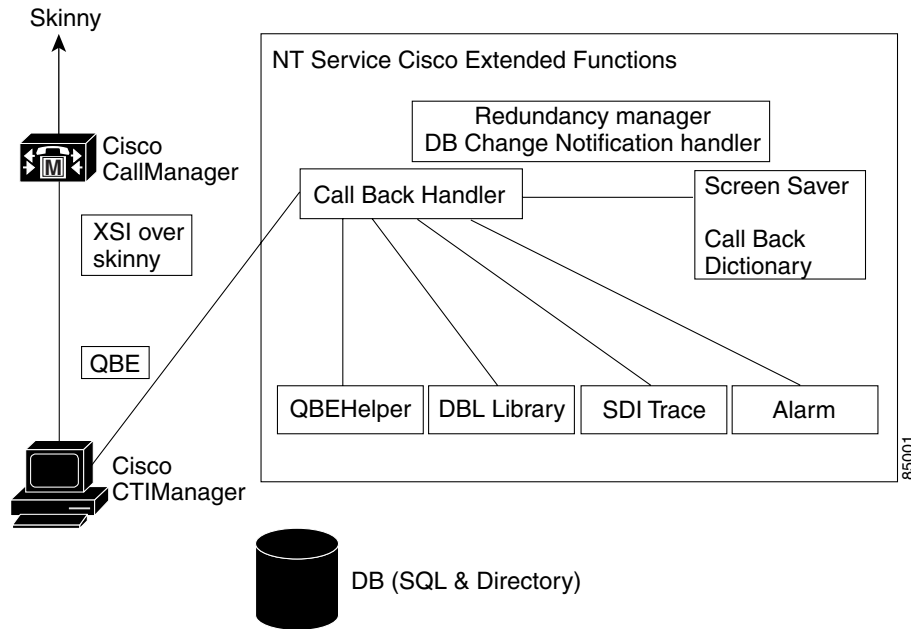 Skinny
NT Service Cisco Extended Functions
Redundancy manager
DB Change Notification handler
Cisco
CallManager
M
Call Back Handler
Screen Saver
Call Back
Dictionary
XSI over
skinny
QBE
QBEHelper
DBL Library
SDI Trace
Alarm
Cisco
CTIManager
85001
DB (SQL & Directory)